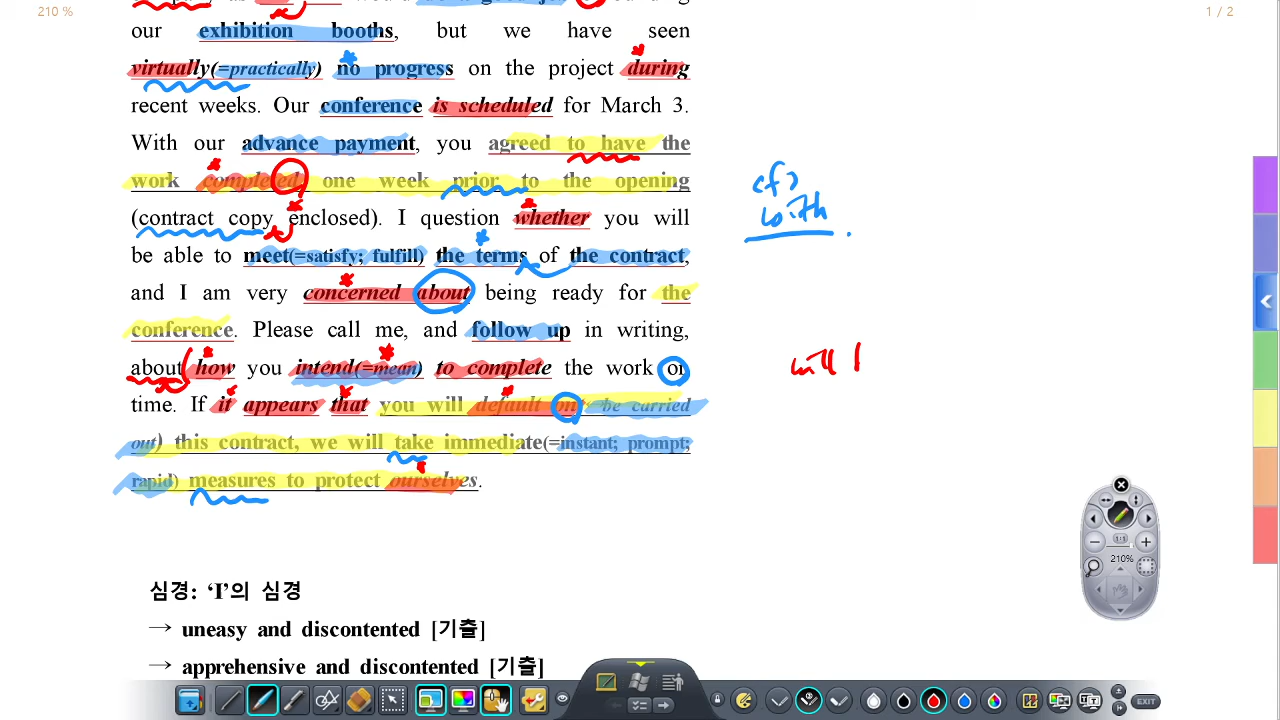 210 %
1 / 2
our exhibition booths, but we have seen
virtually(=practically) no progress on the project during
recent weeks. Our conference is scheduled for March 3.
With our advance payment, you agreed to have the
work completed one week prior to the opening
(contract copy enclosed). I question whether you will
be able to meet(=satisfy; fulfill) the terms of the contract,
and I am very concerned about being ready for the
conference. Please call me, and follow up in writing,
about how you intend(=mean) to complete the work on
time. If it appears that you will default on(= be carried
out) this contract, we will take immediate(=instant; prompt;
rapid) measures to protect ourselves.
(f)
with
will
심경: ‘I’의 심경
→ uneasy and discontented [기출]
→ apprehensive and discontented [기출]
1:1
210%
EXIT